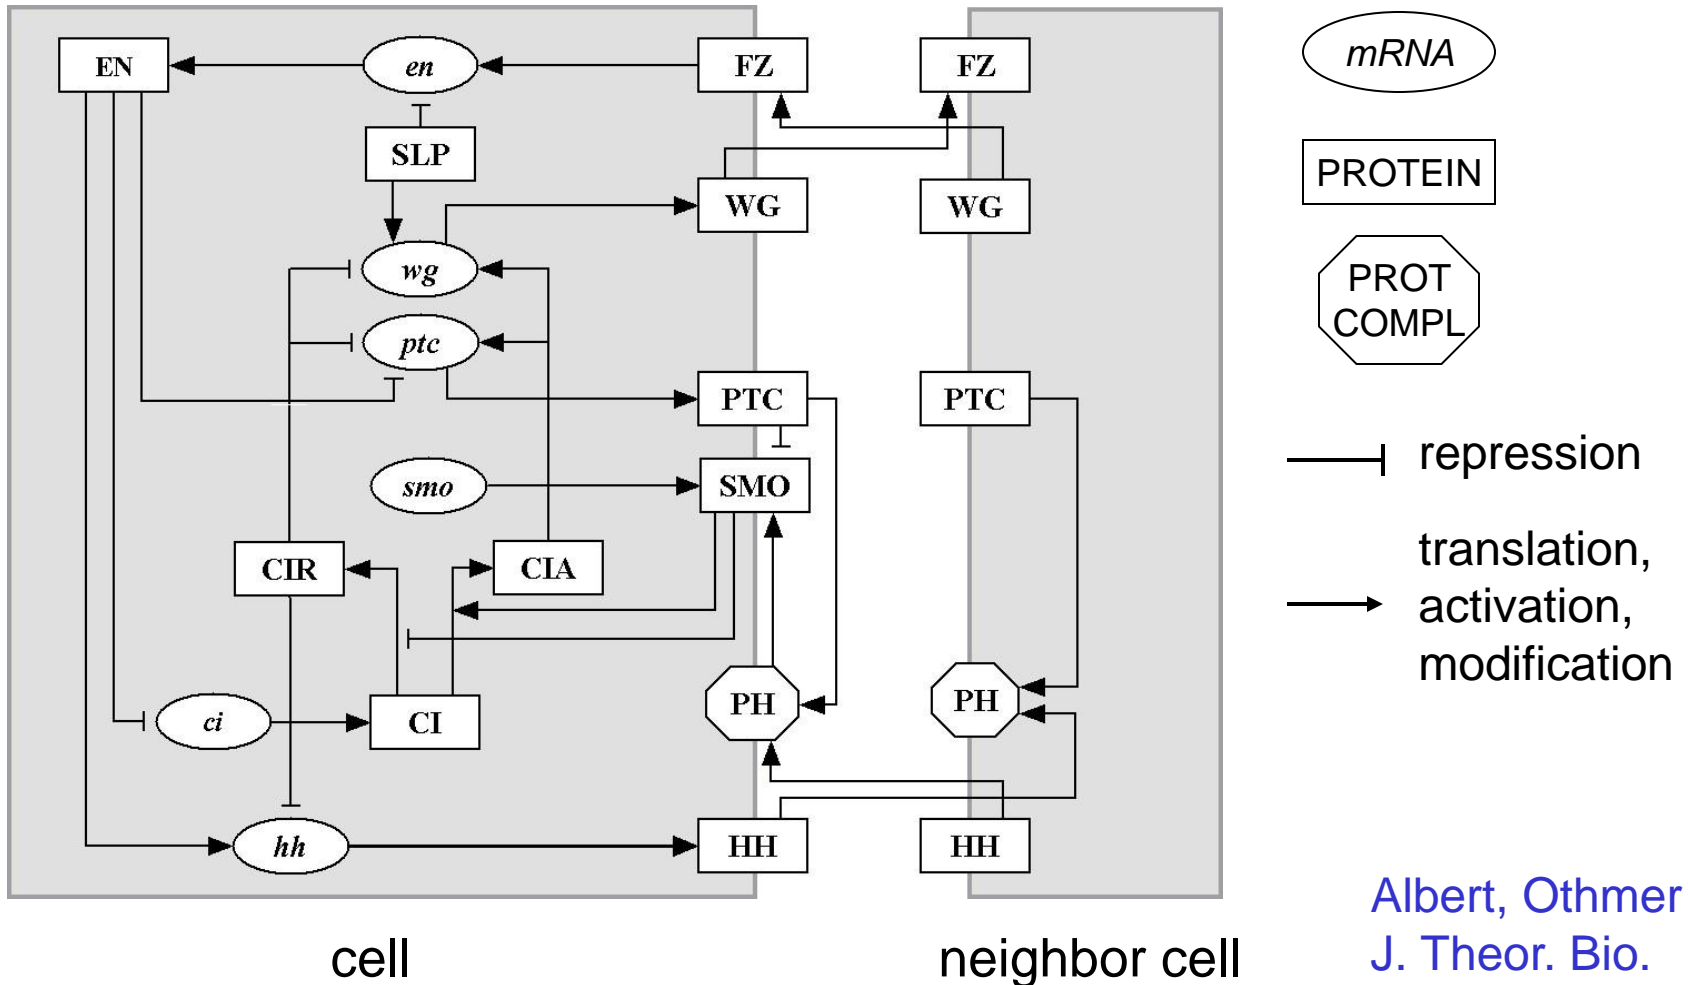 EN
en
FZ
FZ
mRNA
SLP
PROTEIN
WG
WG
wg
PROT
COMPL
ptc
PTC
PTC
repression
smo
SMO
translation,
activation,
modification
CIR
CIA
PH
PH
ci
CI
hh
HH
HH
Albert, Othmer
J. Theor. Bio.
cell
neighbor cell